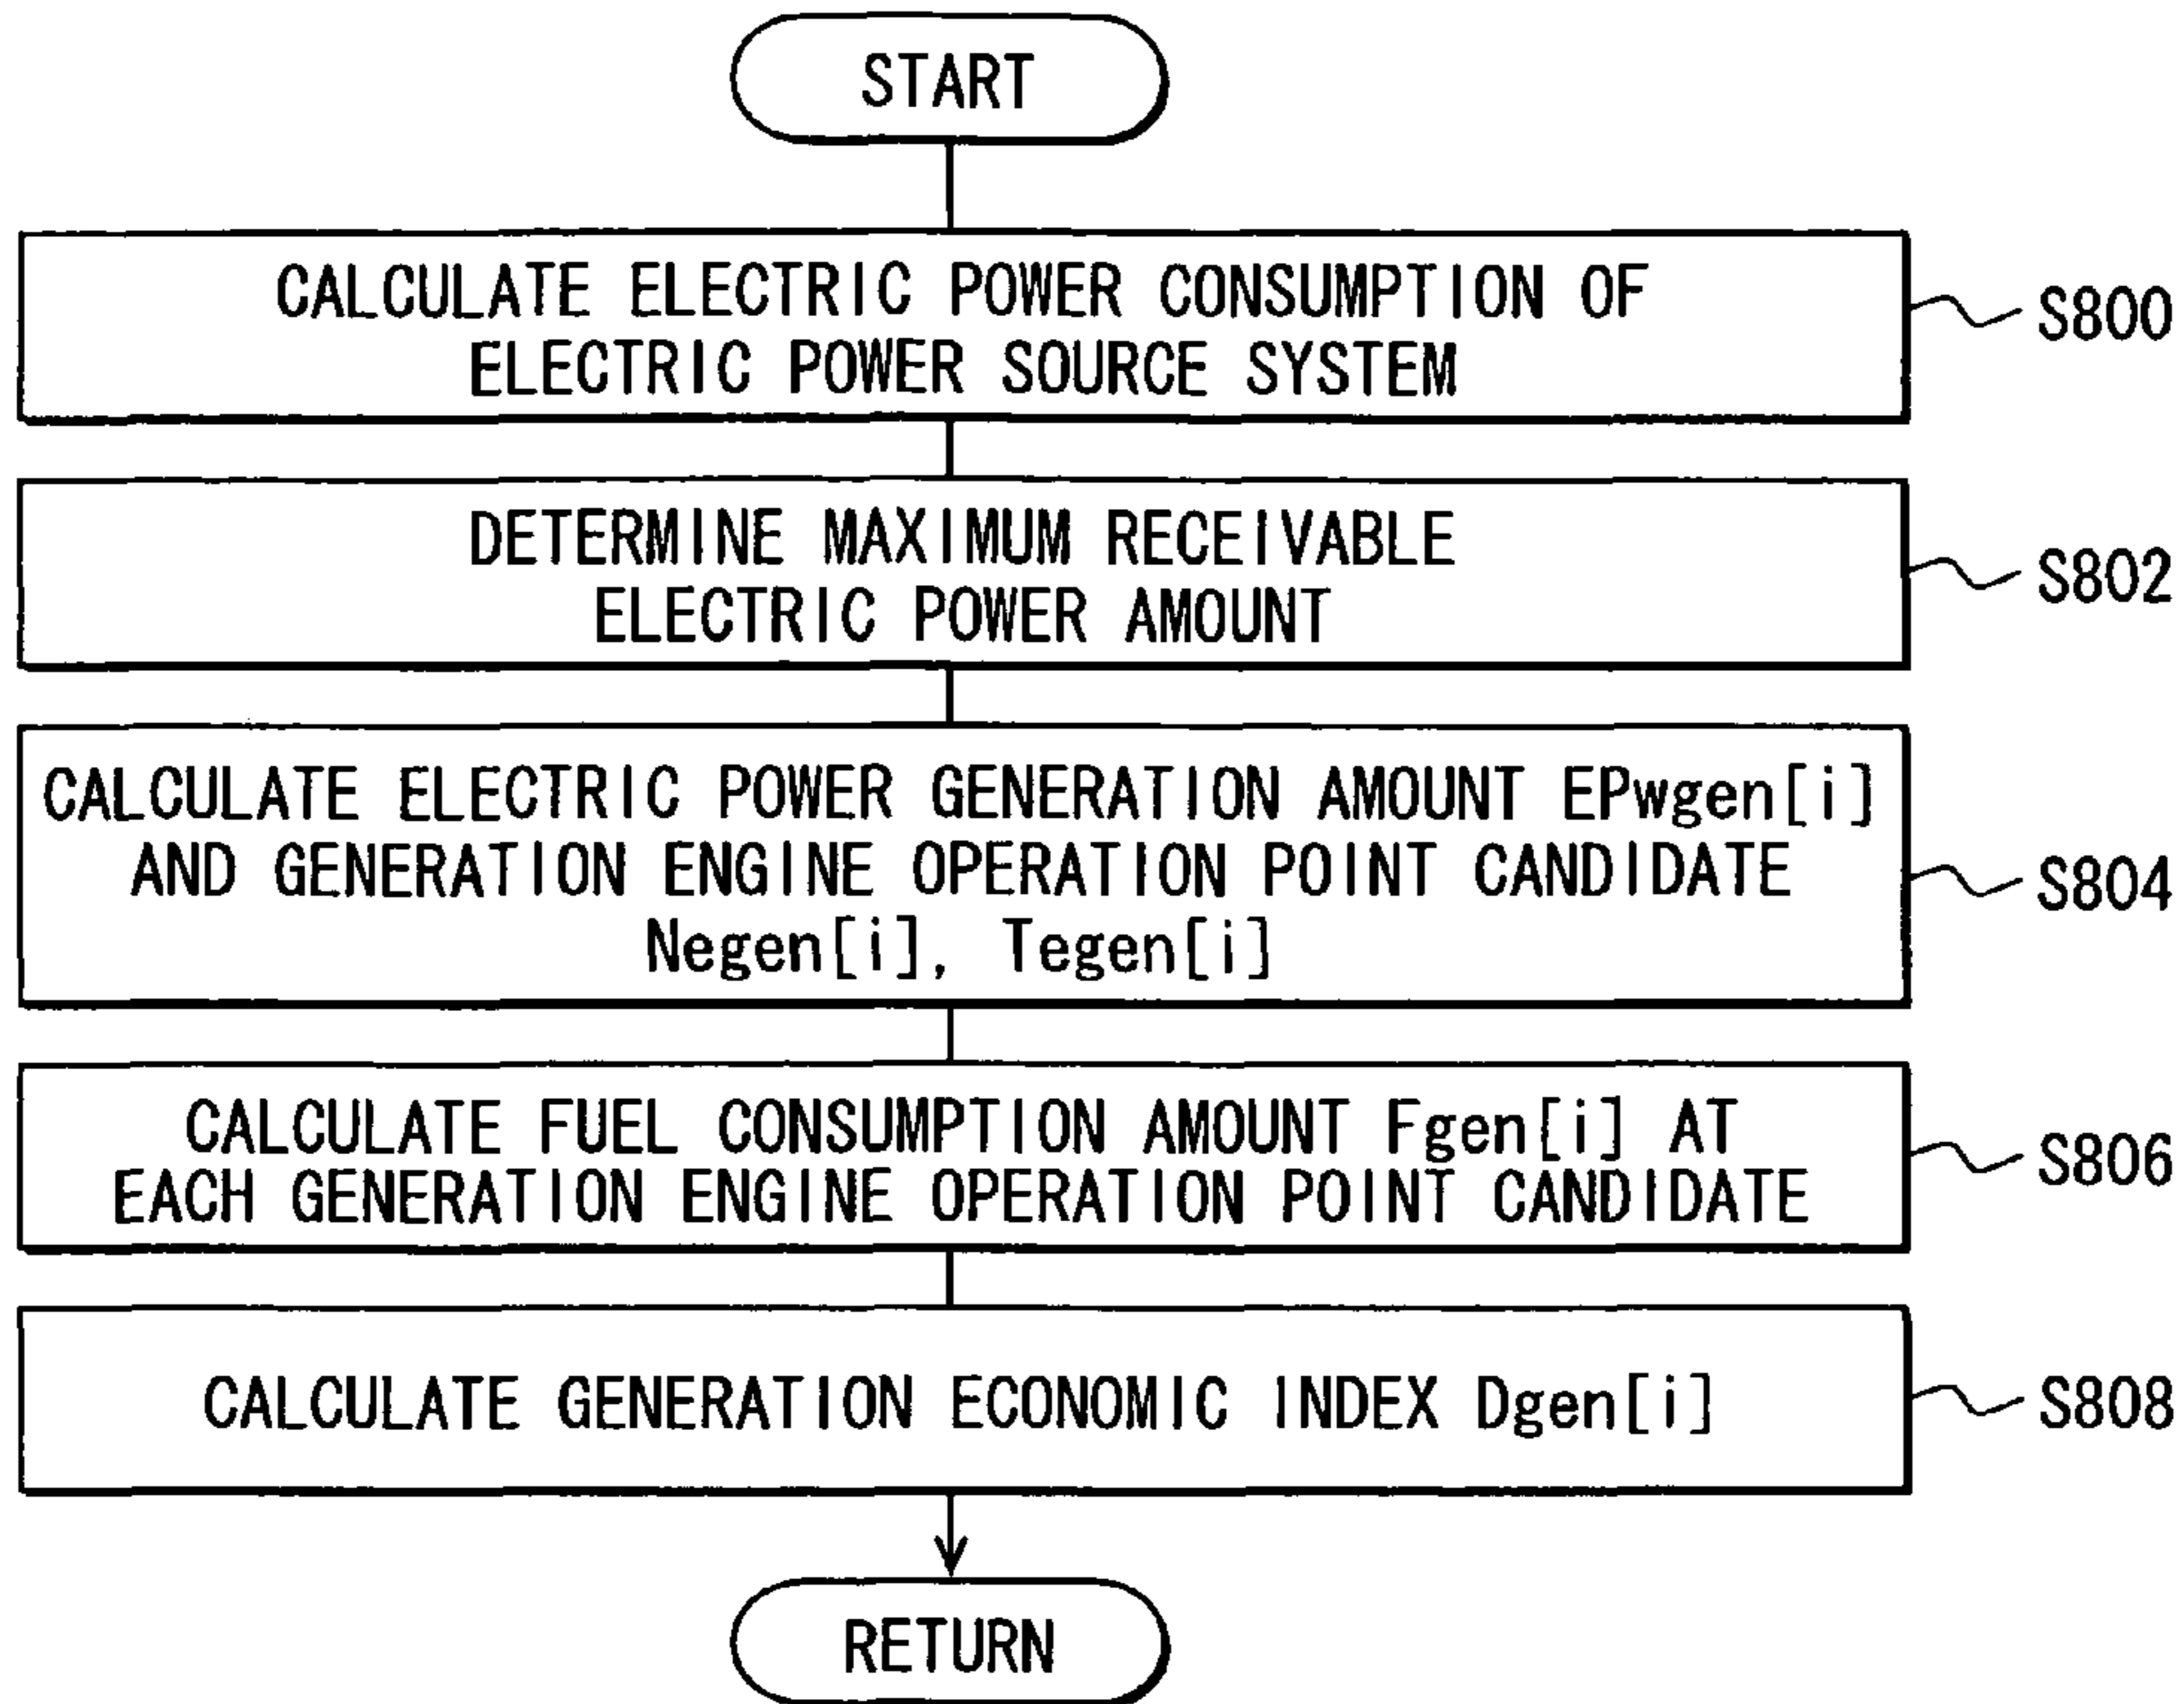 START
CALCULATE ELECTRIC POWER CONSUMPTION OF
ELECTRIC POWER SOURCE SYSTEM
S800
DETERMINE MAXIMUM RECEIVABLE
ELECTRIC POWER AMOUNT
S802
CALCULATE ELECTRIC POWER GENERATION AMOUNT EPwgen[i]
AND GENERATION ENGINE OPERATION POINT CANDIDATE
Negen[i], Tegen[i]
S804
CALCULATE FUEL CONSUMPTION AMOUNT Fgen[i] AT
EACH GENERATION ENGINE OPERATION POINT CANDIDATE
S806
CALCULATE GENERATION ECONOMIC INDEX Dgen[i]
S808
RETURN